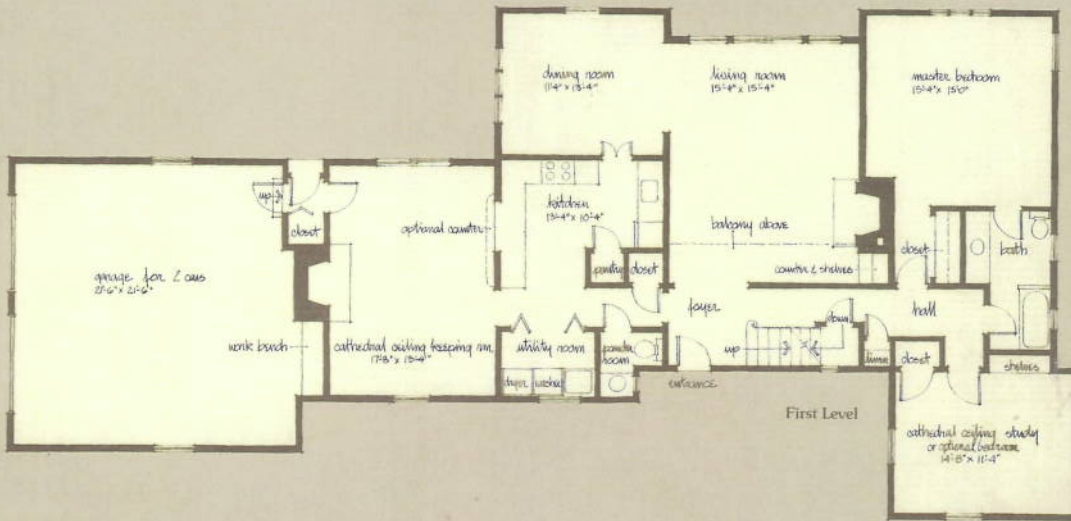 dining room
11'-4" x 13'-4"
living room
15'-4" x 15'-4"
master bedroom
15'-4" x 13'-0"
up
closet
optional counter
kitchen
13'-4" x 10'-4"
balcony above
closet
bath
garage for 2 cars
21'-6" x 21'-6"
pantry
closet
counter & shelves
foyer
down
hall
work bench
cathedral ceiling keeping rm.
17'-8" x 13'-4"
utility room
powder
room
up
linen
closet
shelves
dryer
washer
entrance
First Level
cathedral ceiling study
or optional bedroom
14'-8" x 11'-4"